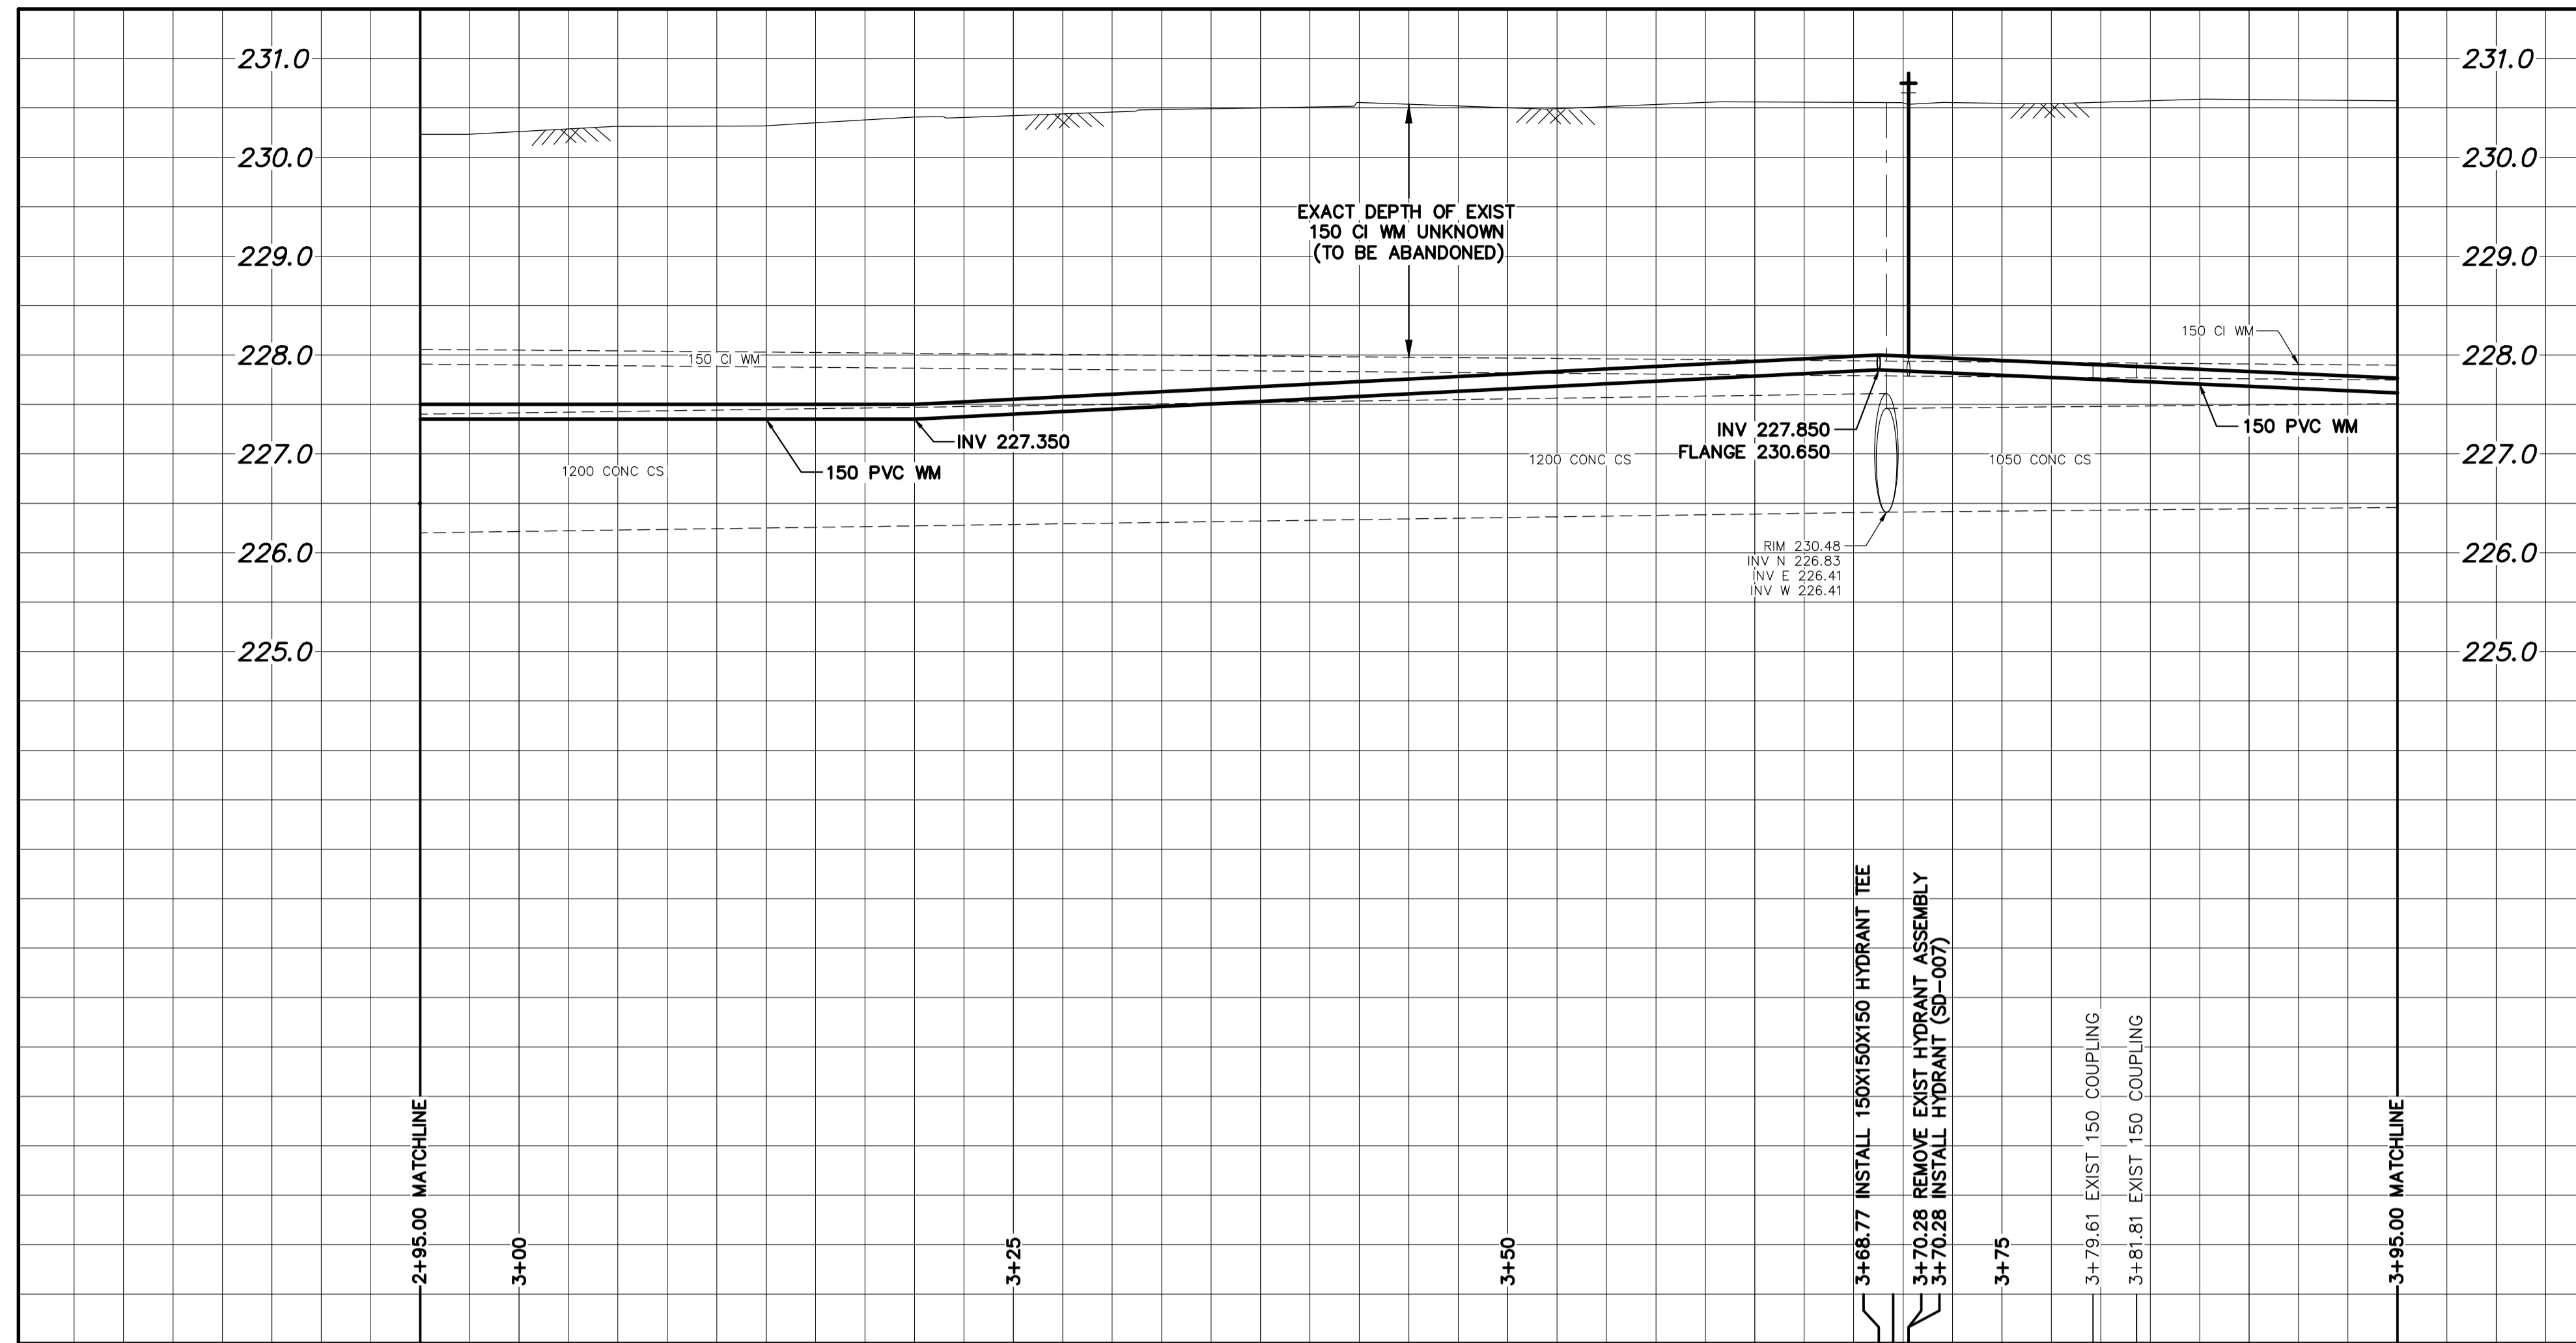 231.0
231.0
230.0
230.0
EXACT DEPTH OF EXIST
150 CI WM UNKNOWN
(TO BE ABANDONED)
229.0
229.0
150 CI WM
228.0
150 CI WM
228.0
INV 227.350
INV 227.850
FLANGE 230.650
150 PVC WM
227.0
1200 CONC CS
150 PVC WM
1200 CONC CS
1050 CONC CS
227.0
226.0
RIM 230.48
INV N 226.83
INV E 226.41
INV W 226.41
226.0
225.0
225.0
2+95.00 MATCHLINE
3+00
3+25
3+50
3+68.77 INSTALL 150X150X150 HYDRANT TEE
3+70.28 REMOVE EXIST HYDRANT ASSEMBLY
3+70.28 INSTALL HYDRANT (SD-007)
3+75
3+79.61 EXIST 150 COUPLING
3+81.81 EXIST 150 COUPLING
3+95.00 MATCHLINE